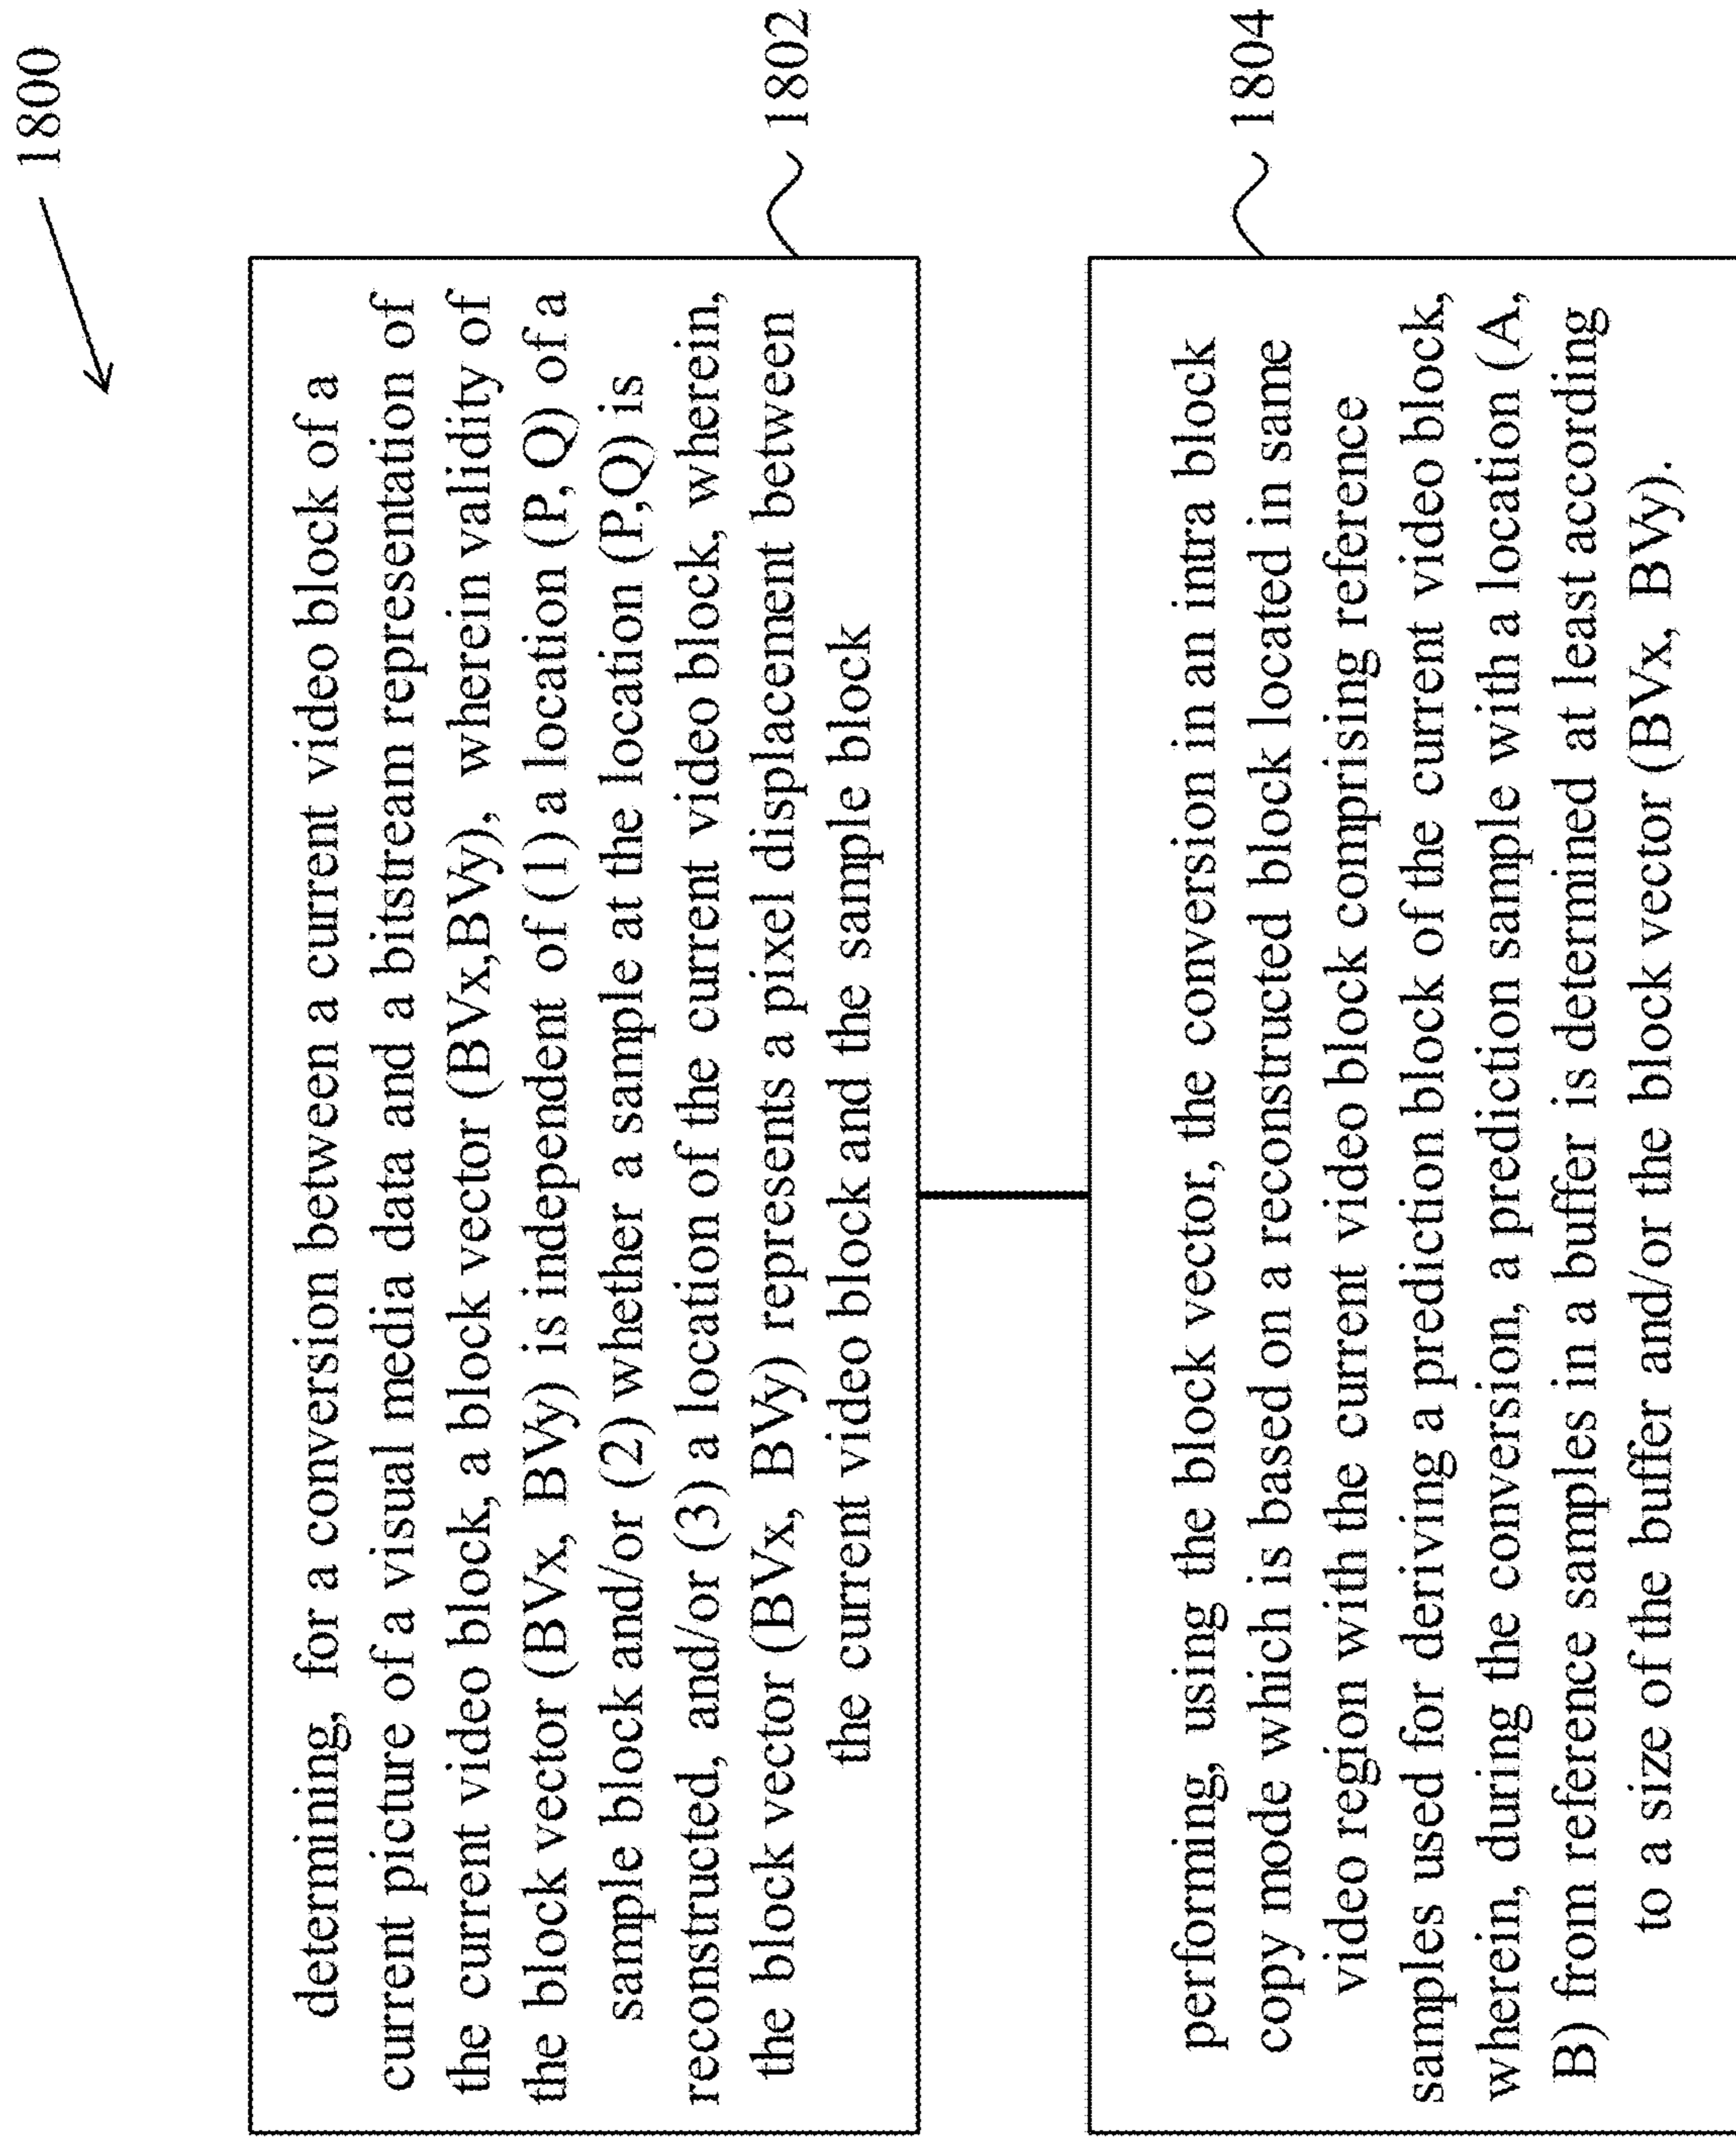 1800
determining, for a conversion between a current video block of a
current picture of a visual media data and a bitstream representation of
the current video block, a block vector (BVx,BVy), wherein validity of
the block vector (BVx, BVy) is independent of (1) a location (P, Q) of a
sample block and/or (2) whether a sample at the location (P,Q) is
reconstructed, and/or (3) a location of the current video block, wherein,
the block vector (BVx, BVy) represents a pixel displacement between
the current video block and the sample block
1802
performing, using the block vector, the conversion in an intra block
copy mode which is based on a reconstructed block located in same
video region with the current video block comprising reference
samples used for deriving a prediction block of the current video block,
wherein, during the conversion, a prediction sample with a location (A,
B) from reference samples in a buffer is determined at least according
to a size of the buffer and/or the block vector (BVx, BVy).
1804